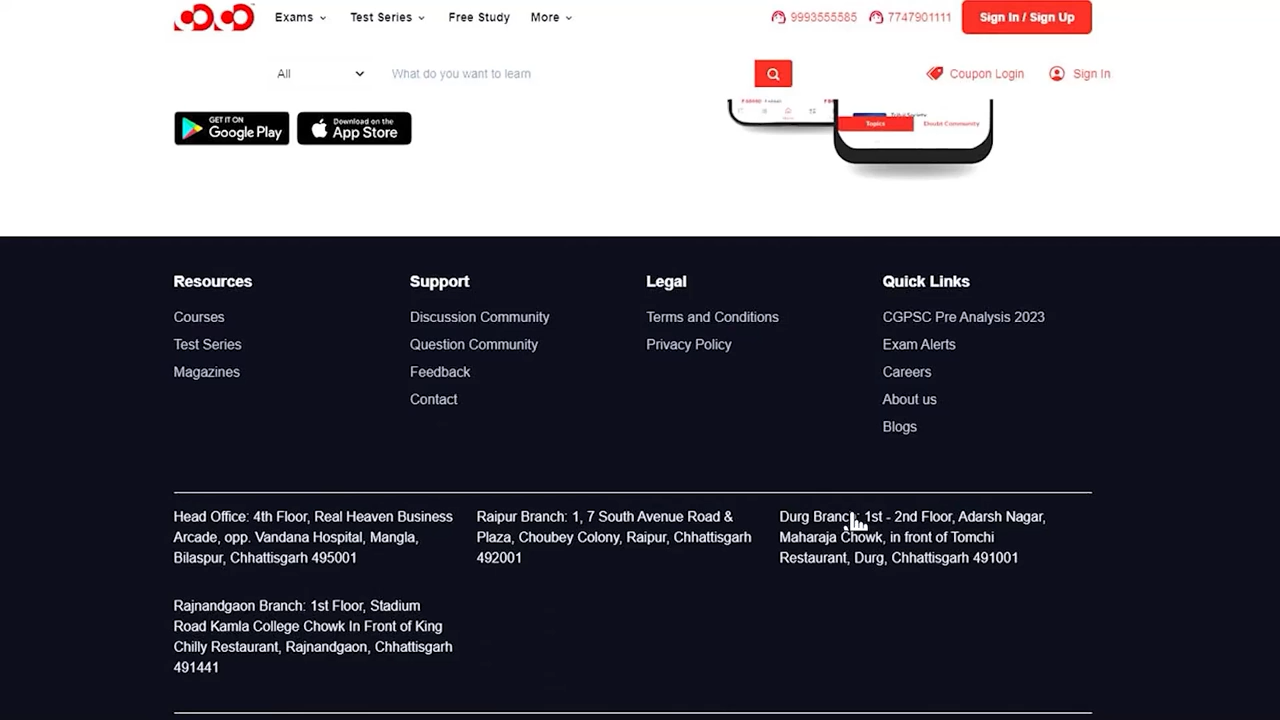 Exams Test Series Free Study More 9993555585 7747901111 Sign In / Sign Up
All What do you want to learn Coupon Login Sign In
GET IT ON Google Play Download on the App Store
Topics Doubt Community
Resources Support Legal Quick Links
Courses Discussion Community Terms and Conditions CGPSC Pre Analysis 2023
Test Series Question Community Privacy Policy Exam Alerts
Magazines Feedback Careers
Contact About us
Blogs
Head Office: 4th Floor, Real Heaven Business
Arcade, opp. Vandana Hospital, Mangla,
Bilaspur, Chhattisgarh 495001
Raipur Branch: 1, 7 South Avenue Road &
Plaza, Choubey Colony, Raipur, Chhattisgarh
492001
Durg Branch: 1st - 2nd Floor, Adarsh Nagar,
Maharaja Chowk, in front of Tomchi
Restaurant, Durg, Chhattisgarh 491001
Rajnandgaon Branch: 1st Floor, Stadium
Road Kamla College Chowk In Front of King
Chilly Restaurant, Rajnandgaon, Chhattisgarh
491441